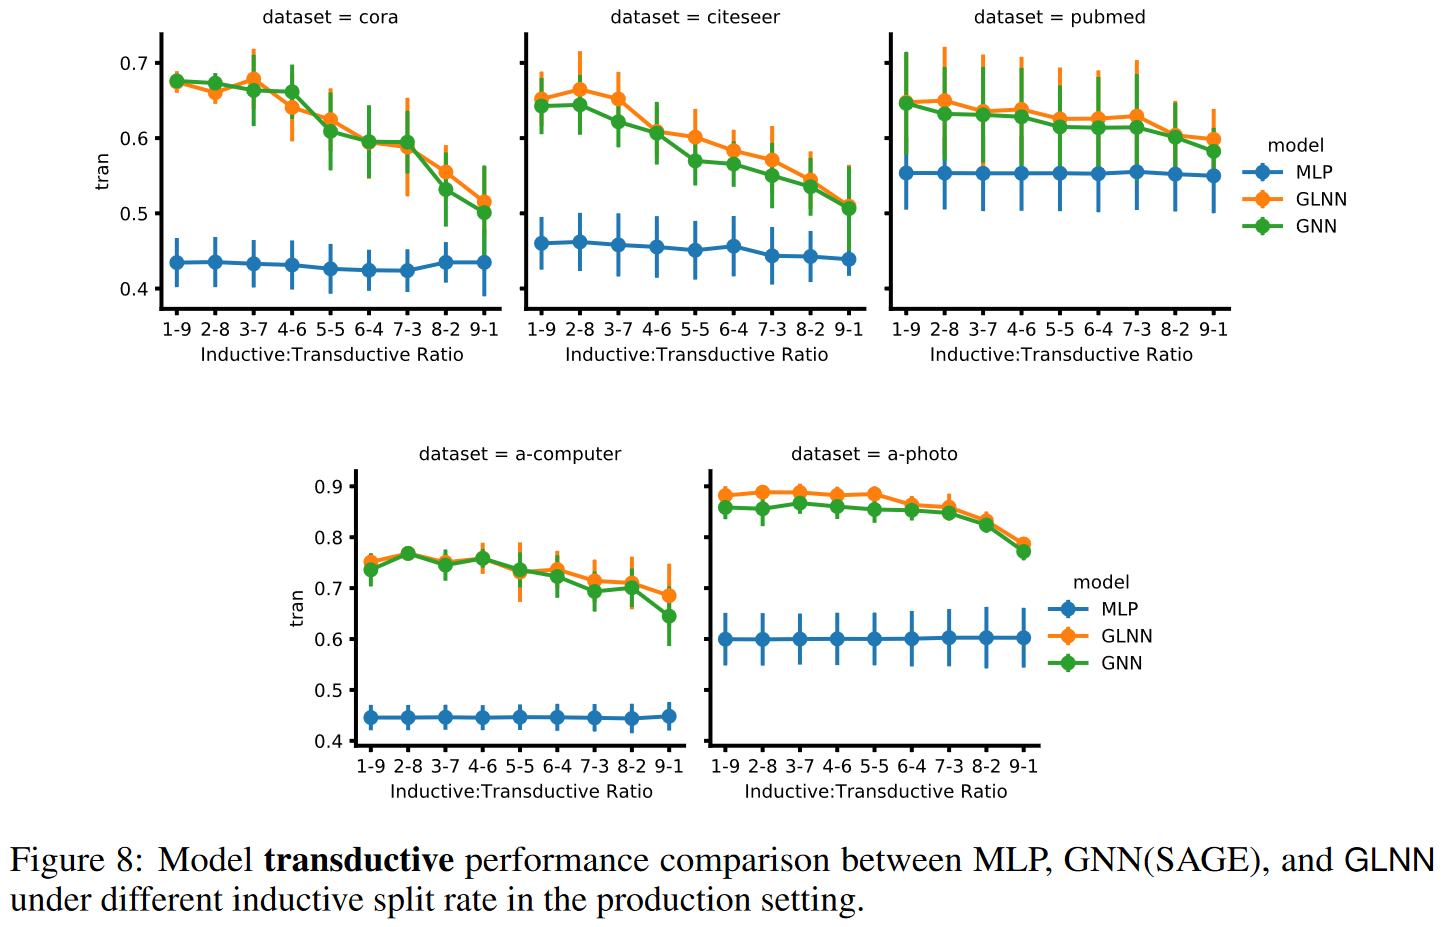 dataset = cora
dataset = citeseer
dataset = pubmed
0.7
0.6
0.5
0.4
tran
1-9 2-8 3-7 4-6 5-5 6-4 7-3 8-2 9-1
1-9 2-8 3-7 4-6 5-5 6-4 7-3 8-2 9-1
1-9 2-8 3-7 4-6 5-5 6-4 7-3 8-2 9-1
Inductive:Transductive Ratio
Inductive:Transductive Ratio
Inductive:Transductive Ratio
model
MLP
GLNN
GNN
dataset = a-computer
dataset = a-photo
0.9
0.8
0.7
0.6
0.5
0.4
tran
1-9 2-8 3-7 4-6 5-5 6-4 7-3 8-2 9-1
1-9 2-8 3-7 4-6 5-5 6-4 7-3 8-2 9-1
Inductive:Transductive Ratio
Inductive:Transductive Ratio
model
MLP
GLNN
GNN
Figure 8: Model transductive performance comparison between MLP, GNN(SAGE), and GLNN
under different inductive split rate in the production setting.